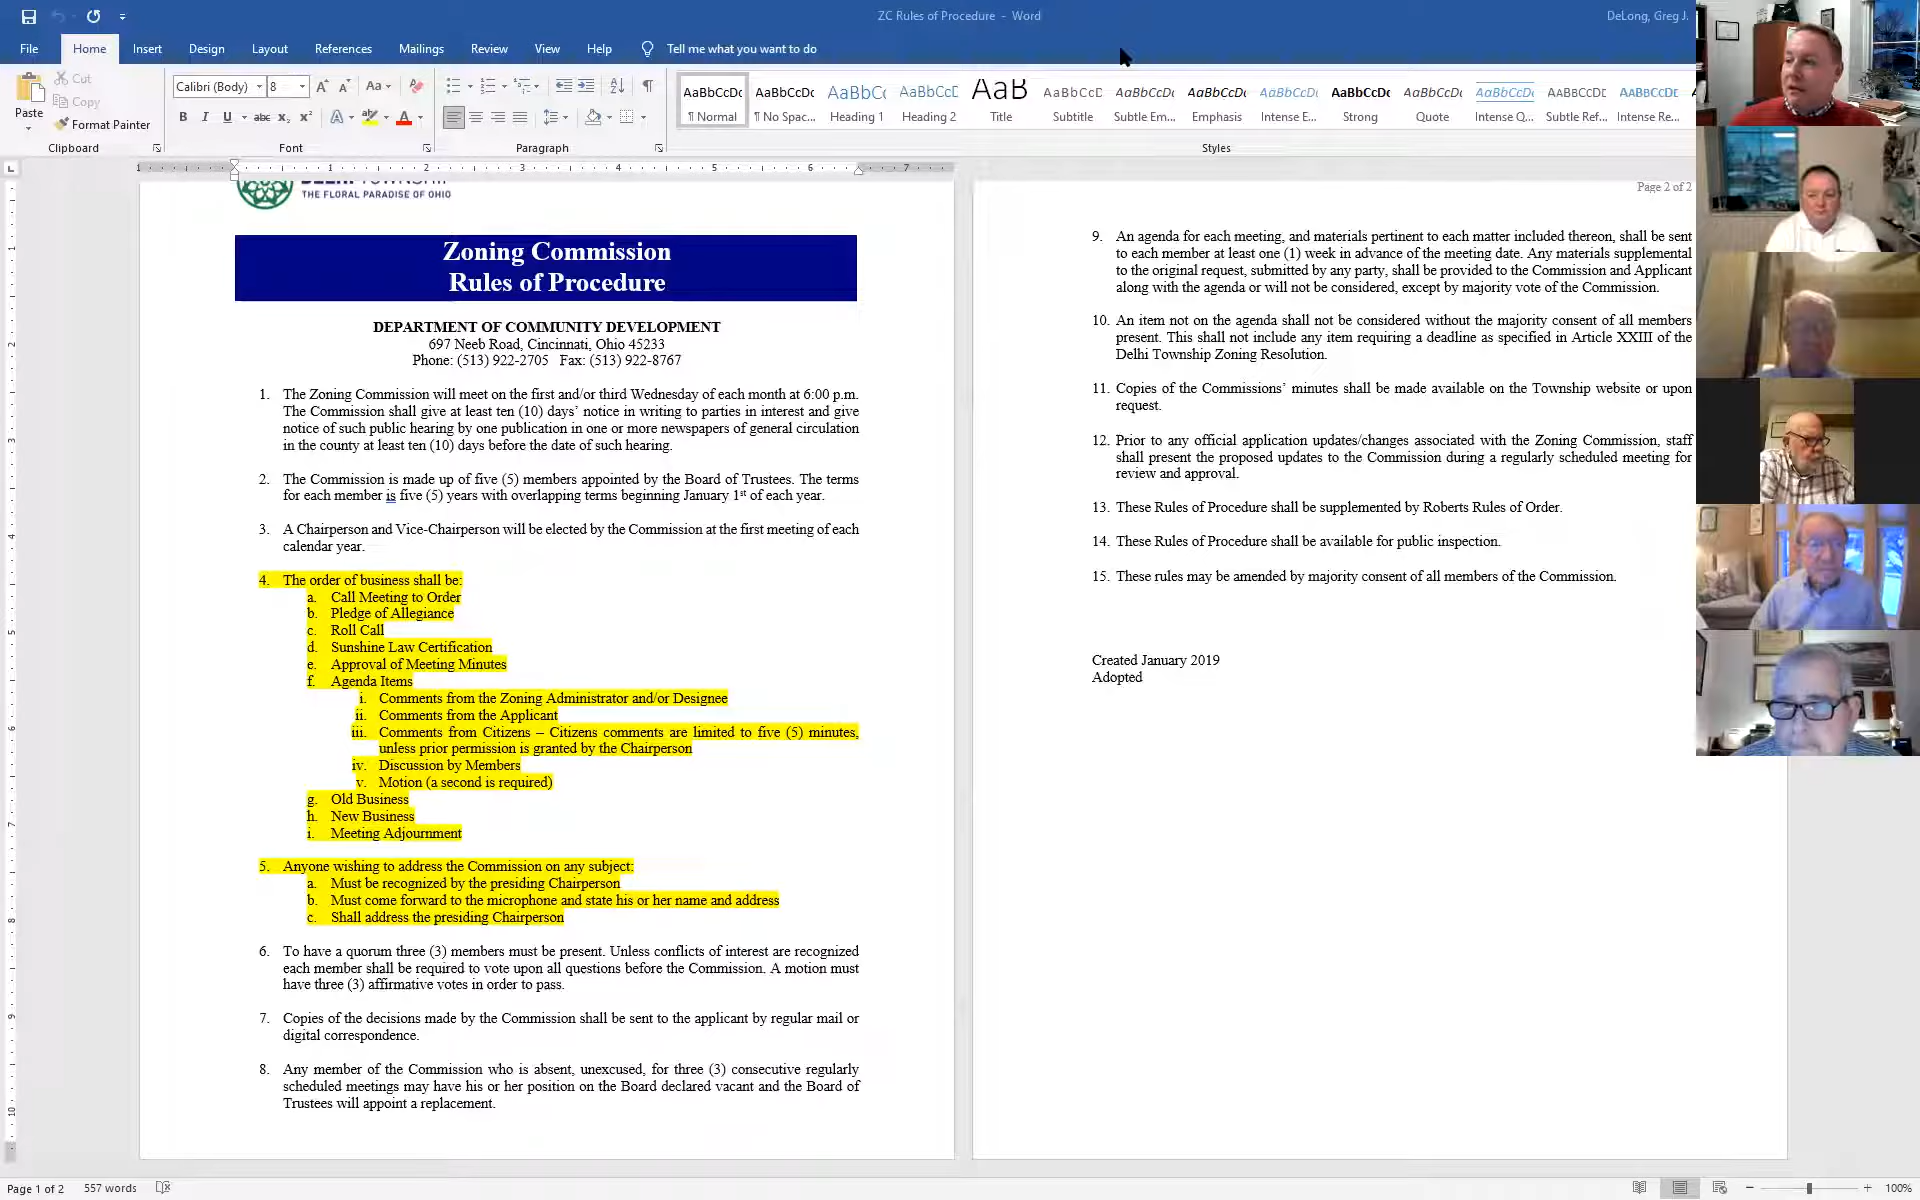 ZC Rules of Procedure - Word
DeLong, Greg J.
File Home Insert Design Layout References Mailings Review View Help Tell me what you want to do
Paste
Cut
Copy
Format Painter
Clipboard
Calibri (Body) 8
Font
Paragraph
AaBbCcDc AaBbCcDc AaBbCc AaBbCcD AaB AaBbCcD AaBbCcDc AaBbCcDc AaBbCcDc AaBbCcDc AaBbCcDc AaBbCcDc AABBCCDC AABBCCDC
¶ Normal ¶ No Spac... Heading 1 Heading 2 Title Subtitle Subtle Em... Emphasis Intense E... Strong Quote Intense Q... Subtle Ref... Intense Re...
Styles
THE FLORAL PARADISE OF OHIO
Zoning Commission
Rules of Procedure
DEPARTMENT OF COMMUNITY DEVELOPMENT
697 Neeb Road, Cincinnati, Ohio 45233
Phone: (513) 922-2705 Fax: (513) 922-8767
1. The Zoning Commission will meet on the first and/or third Wednesday of each month at 6:00 p.m.
The Commission shall give at least ten (10) days’ notice in writing to parties in interest and give
notice of such public hearing by one publication in one or more newspapers of general circulation
in the county at least ten (10) days before the date of such hearing.
2. The Commission is made up of five (5) members appointed by the Board of Trustees. The terms
for each member is five (5) years with overlapping terms beginning January 1st of each year.
3. A Chairperson and Vice-Chairperson will be elected by the Commission at the first meeting of each
calendar year.
4. The order of business shall be:
a. Call Meeting to Order
b. Pledge of Allegiance
c. Roll Call
d. Sunshine Law Certification
e. Approval of Meeting Minutes
f. Agenda Items
i. Comments from the Zoning Administrator and/or Designee
ii. Comments from the Applicant
iii. Comments from Citizens – Citizens comments are limited to five (5) minutes,
unless prior permission is granted by the Chairperson
iv. Discussion by Members
v. Motion (a second is required)
g. Old Business
h. New Business
i. Meeting Adjournment
5. Anyone wishing to address the Commission on any subject:
a. Must be recognized by the presiding Chairperson
b. Must come forward to the microphone and state his or her name and address
c. Shall address the presiding Chairperson
6. To have a quorum three (3) members must be present. Unless conflicts of interest are recognized
each member shall be required to vote upon all questions before the Commission. A motion must
have three (3) affirmative votes in order to pass.
7. Copies of the decisions made by the Commission shall be sent to the applicant by regular mail or
digital correspondence.
8. Any member of the Commission who is absent, unexcused, for three (3) consecutive regularly
scheduled meetings may have his or her position on the Board declared vacant and the Board of
Trustees will appoint a replacement.
Page 2 of 2
9. An agenda for each meeting, and materials pertinent to each matter included thereon, shall be sent
to each member at least one (1) week in advance of the meeting date. Any materials supplemental
to the original request, submitted by any party, shall be provided to the Commission and Applicant
along with the agenda or will not be considered, except by majority vote of the Commission.
10. An item not on the agenda shall not be considered without the majority consent of all members
present. This shall not include any item requiring a deadline as specified in Article XXIII of the
Delhi Township Zoning Resolution.
11. Copies of the Commissions’ minutes shall be made available on the Township website or upon
request.
12. Prior to any official application updates/changes associated with the Zoning Commission, staff
shall present the proposed updates to the Commission during a regularly scheduled meeting for
review and approval.
13. These Rules of Procedure shall be supplemented by Roberts Rules of Order.
14. These Rules of Procedure shall be available for public inspection.
15. These rules may be amended by majority consent of all members of the Commission.
Created January 2019
Adopted
Page 1 of 2 557 words
100%